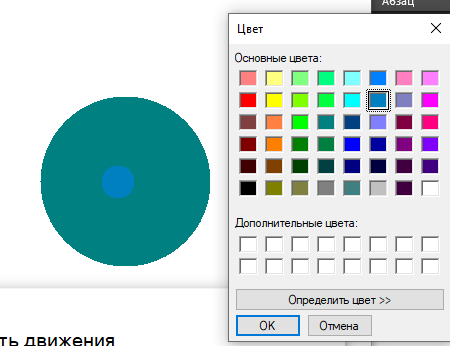 Абзац
Цвет
Основные цвета:
Дополнительные цвета:
Определить цвет >>
OK
Отмена
ть движения